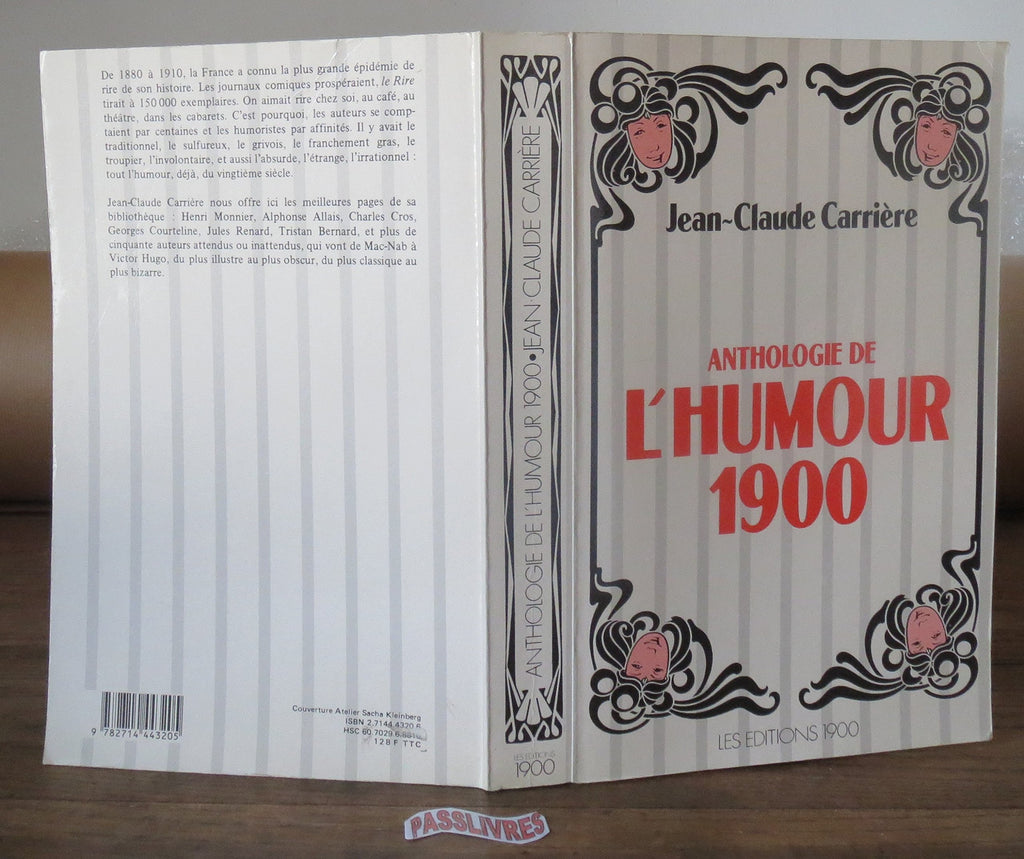 De 1880 à 1910, la France a connu la plus grande épidémie de
rire de son histoire. Les journaux comiques prospéraient, le Rire
tirait à 150 000 exemplaires. On aimait rire chez soi, au café, au
théâtre, dans les cabarets. C'est pourquoi, les auteurs se comp-
taient par centaines et les humoristes par affinités. Il y avait le
traditionnel, le sulfureux, le grivois, le franchement gras, le
troupier, l'involontaire, et aussi l'absurde, l'étrange, l'irrationnel :
tout l'humour, déjà, du vingtième siècle.
Jean-Claude Carrière nous offre ici les meilleures pages de sa
bibliothèque : Henri Monnier, Alphonse Allais, Charles Cros,
Georges Courteline, Jules Renard, Tristan Bernard, et plus de
cinquante auteurs attendus ou inattendus, qui vont de Mac-Nab à
Victor Hugo, du plus illustre au plus obscur, du plus classique au
plus bizarre.
9 782714 443205
Couverture Atelier Sacha Kleinberg
ISBN 2.7144.4320
HSC 60.7029.6
128 F TTC
ANTHOLOGIE DE L'HUMOUR 1900 • JEAN-CLAUDE CARRIÈRE
LES EDITIONS
1900
Jean~Claude Carrière
ANTHOLOGIE DE
L'HUMOUR
1900
LES EDITIONS 1900
PASSLIVRES